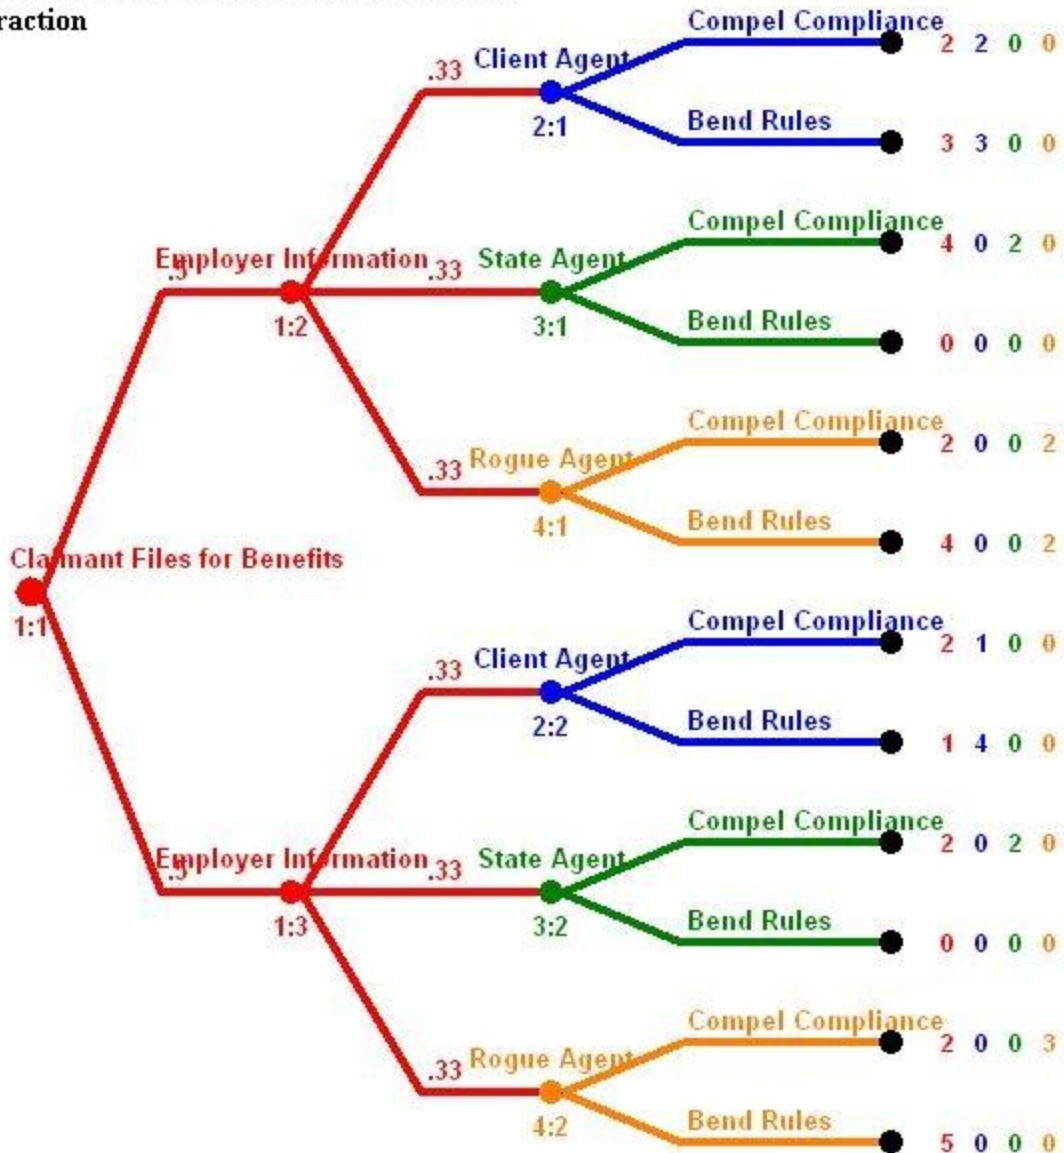 raction
Compel Compliance
2 2 0 0
.33 Client Agent
2:1
Bend Rules
3 3 0 0
Compel Compliance
4 0 2 0
Employer Information
.5
.33 State Agent
1:2
3:1
Bend Rules
0 0 0 0
Compel Compliance
2 0 0 2
.33 Rogue Agent
4:1
Bend Rules
4 0 0 2
Claimant Files for Benefits
1:1
Compel Compliance
2 1 0 0
.33 Client Agent
2:2
Bend Rules
1 4 0 0
Compel Compliance
2 0 2 0
Employer Information
.5
.33 State Agent
1:3
3:2
Bend Rules
0 0 0 0
Compel Compliance
2 0 0 3
.33 Rogue Agent
4:2
Bend Rules
5 0 0 0